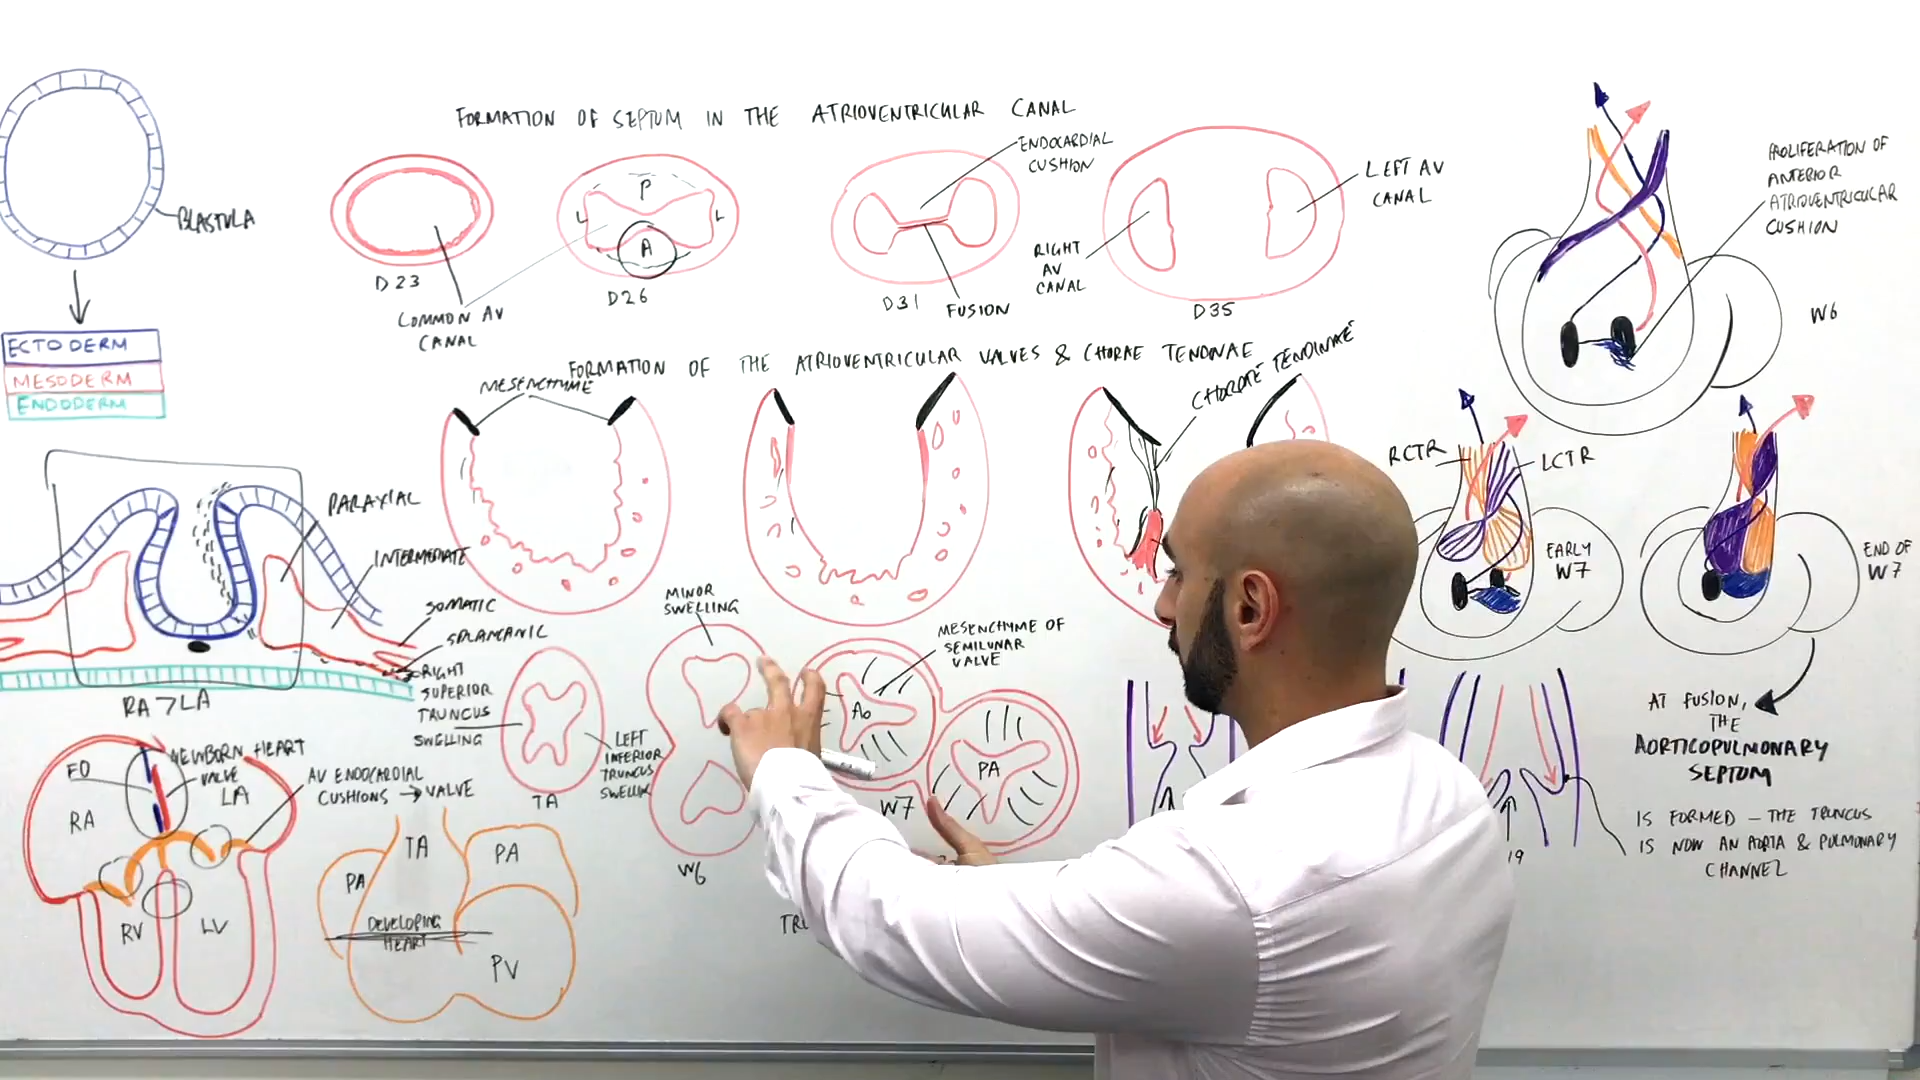 FORMATION OF SEPTUM IN THE ATRIOVENTRICULAR CANAL
BLASTULA
ECTODERM
MESODERM
ENDODERM
D23
COMMON AV
CANAL
P
L
L
A
D26
ENDOCARDIAL
CUSHION
D31
FUSION
RIGHT
AV
CANAL
LEFT AV
CANAL
D35
PROLIFERATION OF
ANTERIOR
ATRIOVENTRICULAR
CUSHION
W6
FORMATION OF THE ATRIOVENTRICULAR VALVES & CHORAE TENDINAE
MESENCHYME
CHORDAE TENDINAE
RCTR
LCTR
EARLY
W7
END OF
W7
PARAXIAL
INTERMEDIATE
SOMATIC
SPLANCANIC
RA > LA
RIGHT
SUPERIOR
TRUNCUS
SWELLING
LEFT
INFERIOR
TRUNCUS
SWELLIN
TA
MINOR
SWELLING
W6
MESENCHYME OF
SEMILUNAR
VALVE
Ao
PA
W7
AT FUSION,
THE
AORTICOPULMONARY
SEPTUM
IS FORMED – THE TRUNCUS
IS NOW AN AORTA & PULMONARY
CHANNEL
NEWBORN HEART
VALVE
FO
RA
LA
AV ENDOCARDIAL
CUSHIONS → VALVE
RV
LV
TA
PA
PA
DEVELOPING
HEART
PV
TRU
19